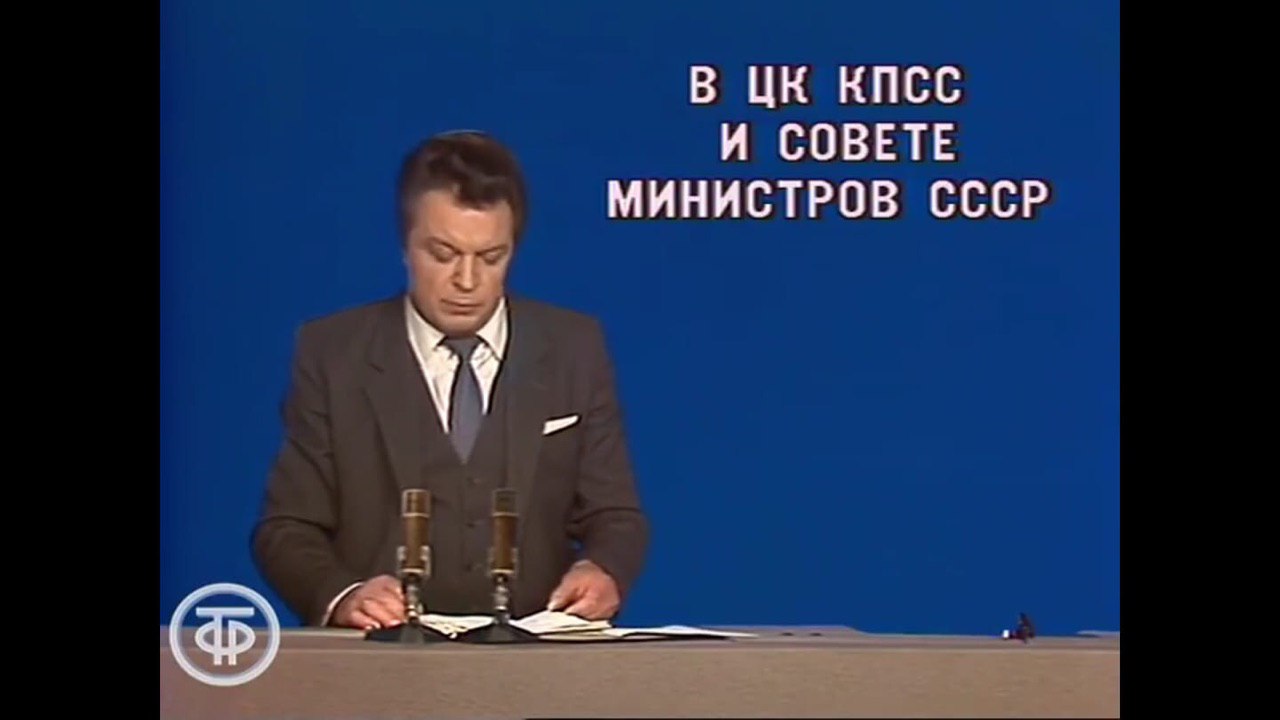 В ЦК КПСС
И СОВЕТЕ
МИНИСТРОВ СССР